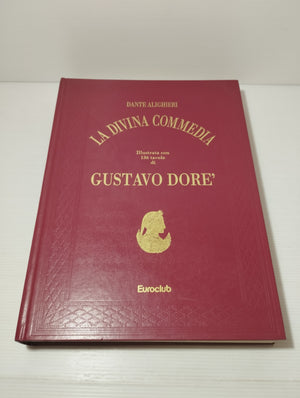 DANTE ALIGHIERI
LA DIVINA COMMEDIA
Illustrata con
136 tavole
di
GUSTAVO DORE'
Euroclub